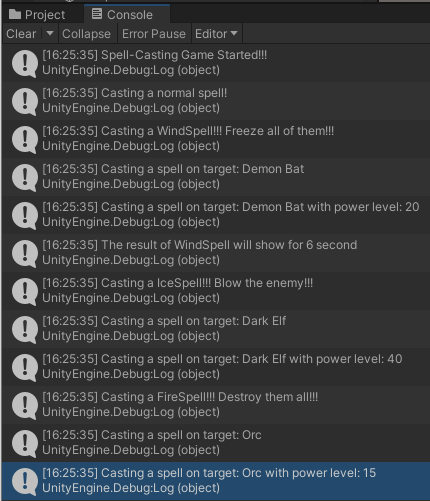 Project
Console
Clear
Collapse
Error Pause
Editor
[16:25:35] Spell-Casting Game Started!!!
UnityEngine.Debug:Log (object)
[16:25:35] Casting a normal spell!
UnityEngine.Debug:Log (object)
[16:25:35] Casting a WindSpell!!! Freeze all of them!!!
UnityEngine.Debug:Log (object)
[16:25:35] Casting a spell on target: Demon Bat
UnityEngine.Debug:Log (object)
[16:25:35] Casting a spell on target: Demon Bat with power level: 20
UnityEngine.Debug:Log (object)
[16:25:35] The result of WindSpell will show for 6 second
UnityEngine.Debug:Log (object)
[16:25:35] Casting a IceSpell!!! Blow the enemy!!!
UnityEngine.Debug:Log (object)
[16:25:35] Casting a spell on target: Dark Elf
UnityEngine.Debug:Log (object)
[16:25:35] Casting a spell on target: Dark Elf with power level: 40
UnityEngine.Debug:Log (object)
[16:25:35] Casting a FireSpell!!! Destroy them all!!!
UnityEngine.Debug:Log (object)
[16:25:35] Casting a spell on target: Orc
UnityEngine.Debug:Log (object)
[16:25:35] Casting a spell on target: Orc with power level: 15
UnityEngine.Debug:Log (object)